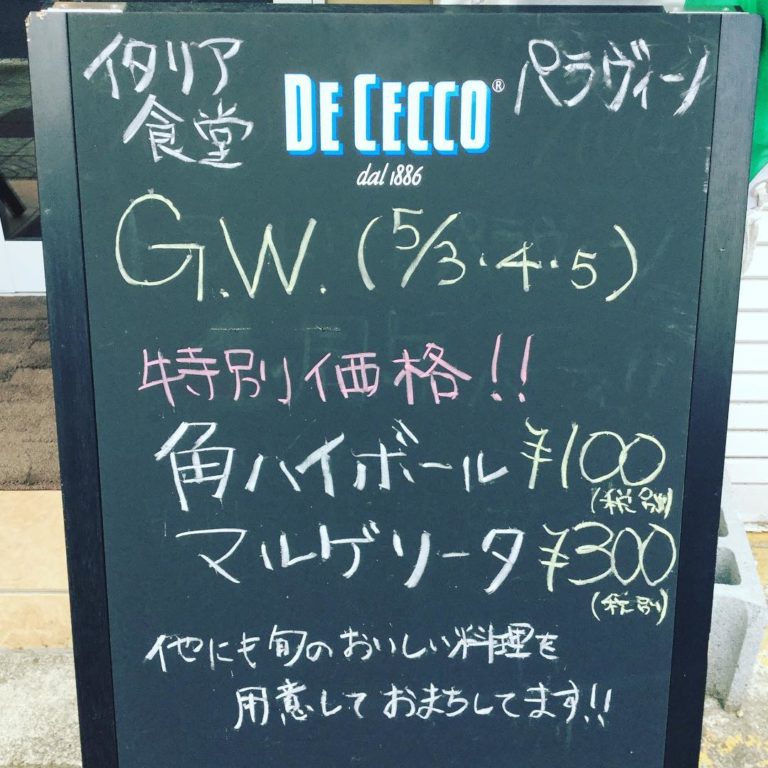 イタリア食堂
DE CECCO®
dal 1886
パラヴィーノ
G.W. (5/3・4・5)
特別価格!!
角ハイボール ¥100
(税別)
マルゲリータ ¥300
(税別)
他にも旬のおいしい料理を
用意しておまちしてます!!